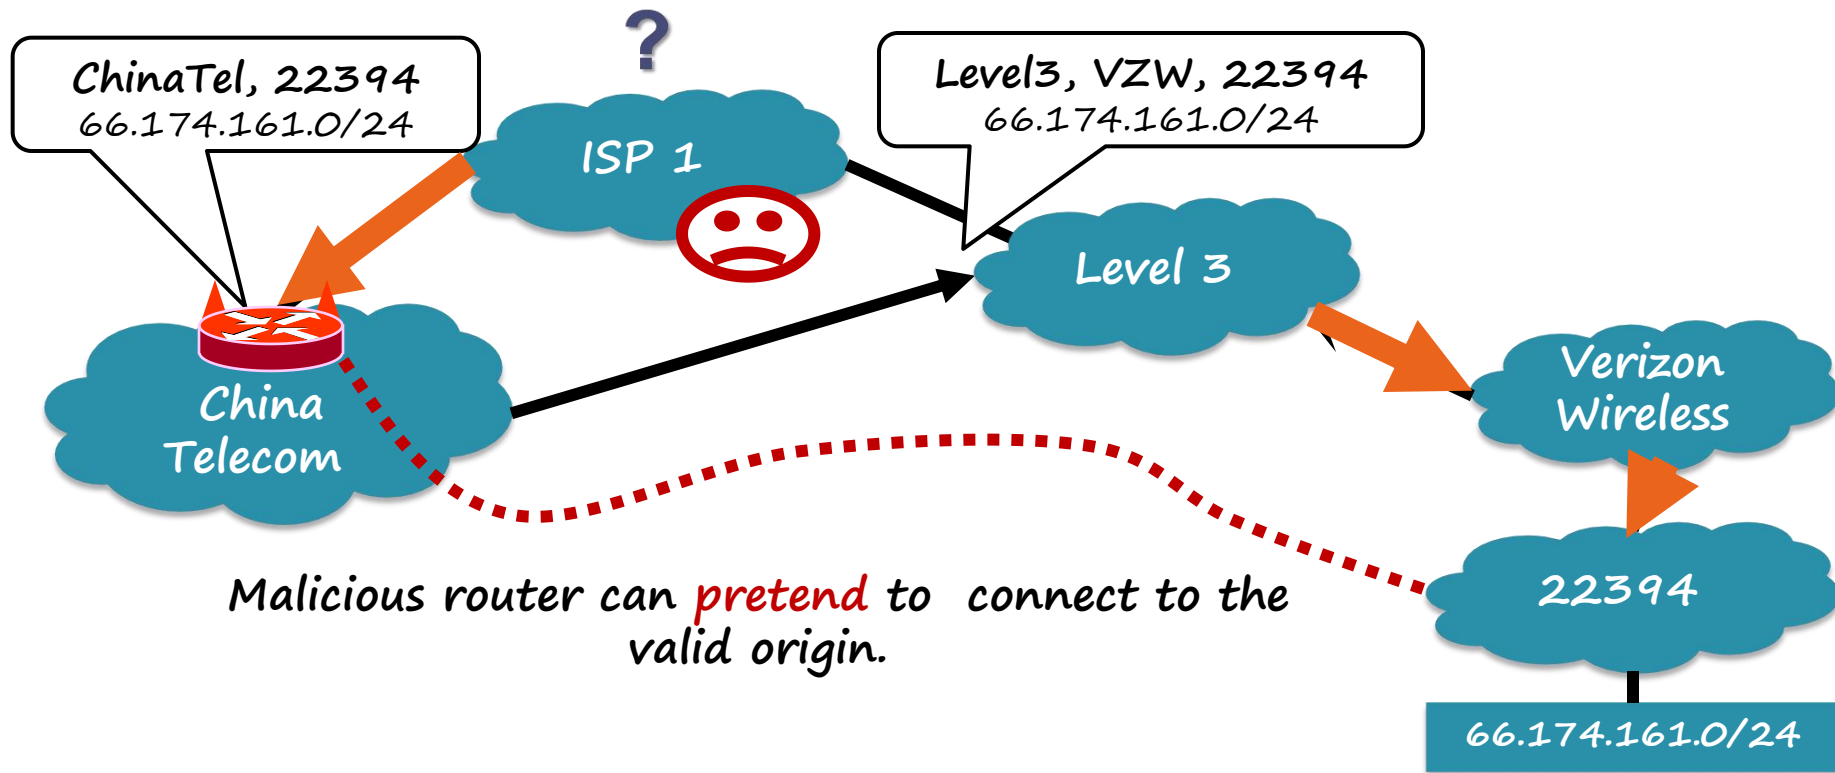 ?
ChinaTel, 22394
66.174.161.0/24
Level3, VZW, 22394
66.174.161.0/24
ISP 1
Level 3
Verizon
Wireless
China
Telecom
22394
Malicious router can pretend to connect to the
valid origin.
66.174.161.0/24